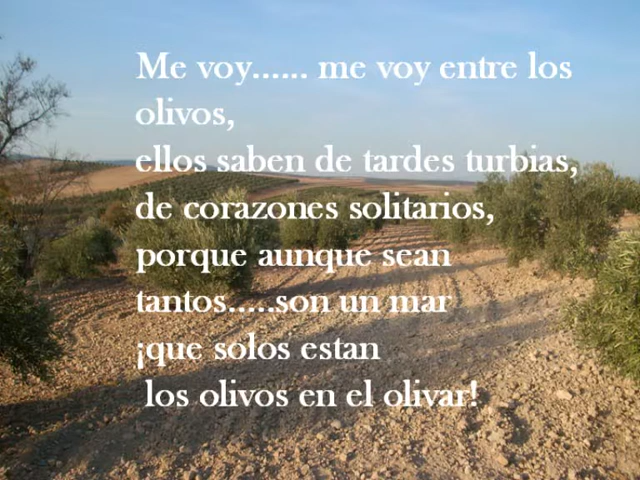 Me voy...... me voy entre los
olivos,
ellos saben de tardes turbias,
de corazones solitarios,
porque aunque sean
tantos.....son un mar
¡que solos estan
los olivos en el olivar!